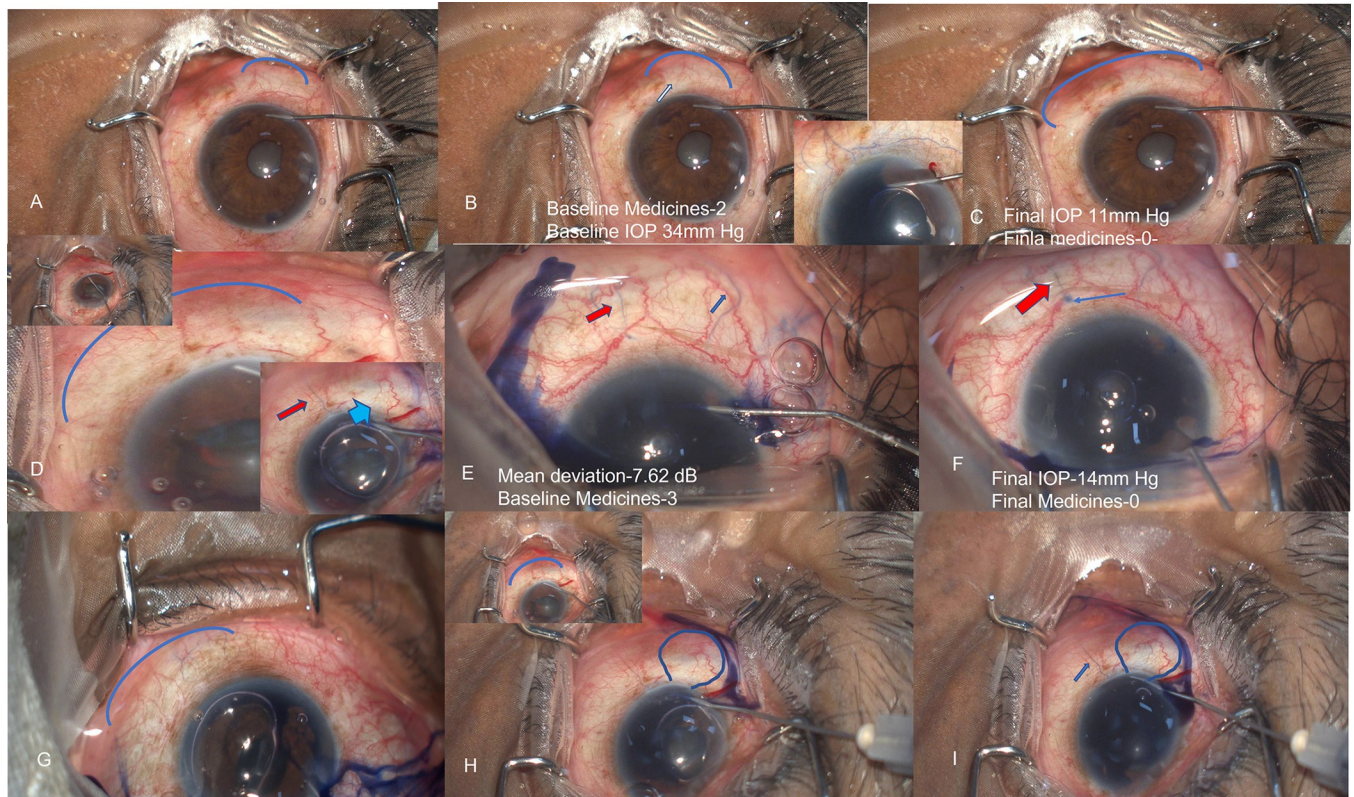 A
B
Baseline Medicines-2
Baseline IOP 34mm Hg
C
Final IOP 11mm Hg
Finla medicines-0-
D
E
Mean deviation-7.62 dB
Baseline Medicines-3
F
Final IOP-14mm Hg
Final Medicines-0
G
H
I